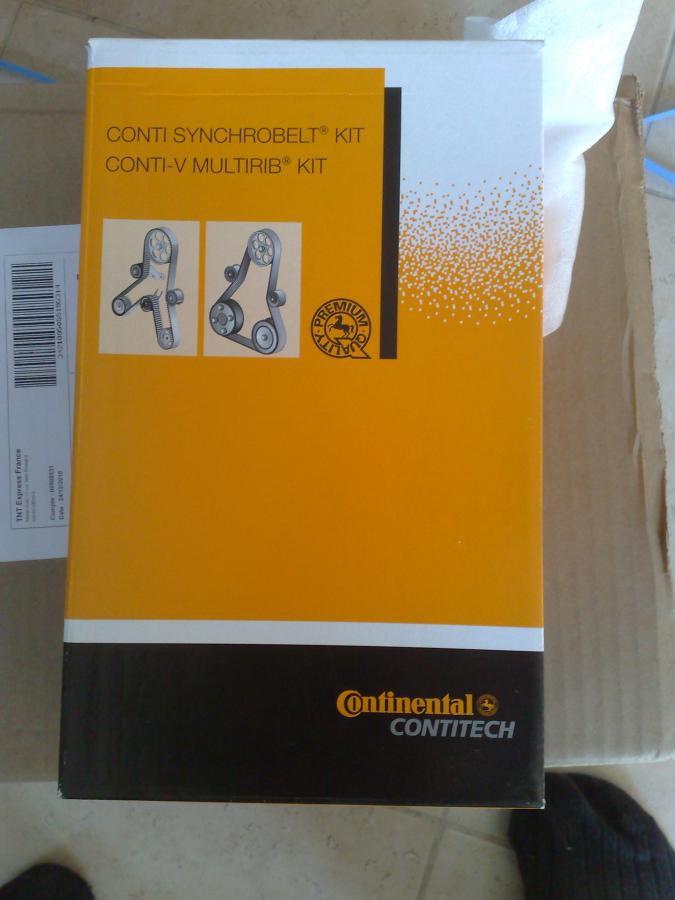 CONTI SYNCHROBELT® KIT
CONTI-V MULTIRIB® KIT
PREMIUM
QUALITY
Continental
CONTITECH
TNT Express France